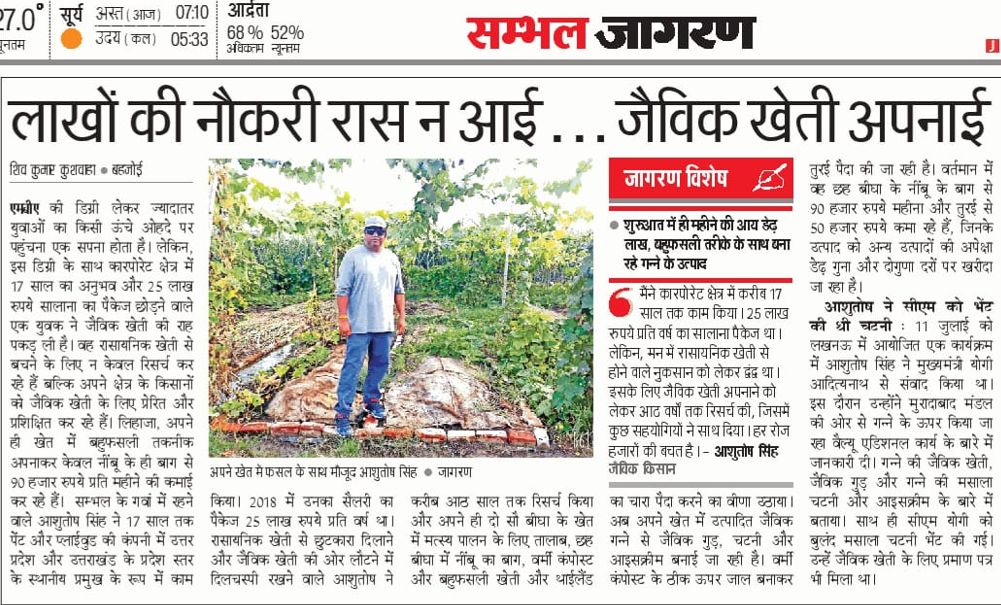 27.0°
सूर्य अस्त (आज) 07:10
उदय (कल) 05:33
आर्द्रता
68 % 52%
अधिकतम न्यूनतम
सम्भल जागरण
लाखों की नौकरी रास न आई ... जैविक खेती अपनाई
शिव कुमार कुशवाहा ● बहजोई
एमबीए की डिग्री लेकर ज्यादातर
युवाओं का किसी ऊंचे ओहदे पर
पहुंचना एक सपना होता है। लेकिन,
इस डिग्री के साथ कारपोरेट क्षेत्र में
17 साल का अनुभव और 25 लाख
रुपये सालाना का पैकेज छोड़ने वाले
एक युवक ने जैविक खेती की राह
पकड़ ली है। वह रासायनिक खेती से
बचने के लिए न केवल रिसर्च कर
रहे हैं बल्कि अपने क्षेत्र के किसानों
को जैविक खेती के लिए प्रेरित और
प्रशिक्षित कर रहे हैं। लिहाजा, अपने
ही खेत में बहुफसली तकनीक
अपनाकर केवल नींबू के ही बाग से
90 हजार रुपये प्रति महीने की कमाई
कर रहे हैं। सम्भल के गवां में रहने
वाले आशुतोष सिंह ने 17 साल तक
पेंट और प्लाईवुड की कंपनी में उत्तर
प्रदेश और उत्तराखंड के प्रदेश स्तर
के स्थानीय प्रमुख के रूप में काम
अपने खेत मे फसल के साथ मौजूद आशुतोष सिंह ● जागरण
किया। 2018 में उनका सैलरी का
पैकेज 25 लाख रुपये प्रति वर्ष था।
रासायनिक खेती से छुटकारा दिलाने
और जैविक खेती की ओर लौटने में
दिलचस्पी रखने वाले आशुतोष ने
करीब आठ साल तक रिसर्च किया
और अपने ही दो सौ बीघा के खेत
में मत्स्य पालन के लिए तालाब, छह
बीघा में नींबू का बाग, वर्मी कंपोस्ट
और बहुफसली खेती और थाईलैंड
जागरण विशेष
● शुरुआत में ही महीने की आय डेढ़
लाख, बहुफसली तरीके के साथ बना
रहे गन्ने के उत्पाद
मैंने कारपोरेट क्षेत्र में करीब 17
साल तक काम किया। 25 लाख
रुपये प्रति वर्ष का सालाना पैकेज था।
लेकिन, मन में रासायनिक खेती से
होने वाले नुकसान को लेकर द्वंद था।
इसके लिए जैविक खेती अपनाने को
लेकर आठ वर्षों तक रिसर्च की, जिसमें
कुछ सहयोगियों ने साथ दिया। हर रोज
हजारों की बचत है। – आशुतोष सिंह
जैविक किसान
का चारा पैदा करने का वीणा उठाया।
अब अपने खेत में उत्पादित जैविक
गन्ने से जैविक गुड़, चटनी और
आइसक्रीम बनाई जा रही है। वर्मी
कंपोस्ट के ठीक ऊपर जाल बनाकर
तुरई पैदा की जा रही है। वर्तमान में
वह छह बीघा के नींबू के बाग से
90 हजार रुपये महीना और तुरई से
50 हजार रुपये कमा रहे हैं, जिनके
उत्पाद को अन्य उत्पादों की अपेक्षा
डेढ़ गुना और दोगुणा दरों पर खरीदा
जा रहा है।
आशुतोष ने सीएम को भेंट
की थी चटनी : 11 जुलाई को
लखनऊ में आयोजित एक कार्यक्रम
में आशुतोष सिंह ने मुख्यमंत्री योगी
आदित्यनाथ से संवाद किया था।
इस दौरान उन्होंने मुरादाबाद मंडल
की ओर से गन्ने के ऊपर किया जा
रहा वैल्यू एडिशनल कार्य के बारे में
जानकारी दी। गन्ने की जैविक खेती,
जैविक गुड़ और गन्ने की मसाला
चटनी और आइसक्रीम के बारे में
बताया। साथ ही सीएम योगी को
बुलंद मसाला चटनी भेंट की गई।
उन्हें जैविक खेती के लिए प्रमाण पत्र
भी मिला था।